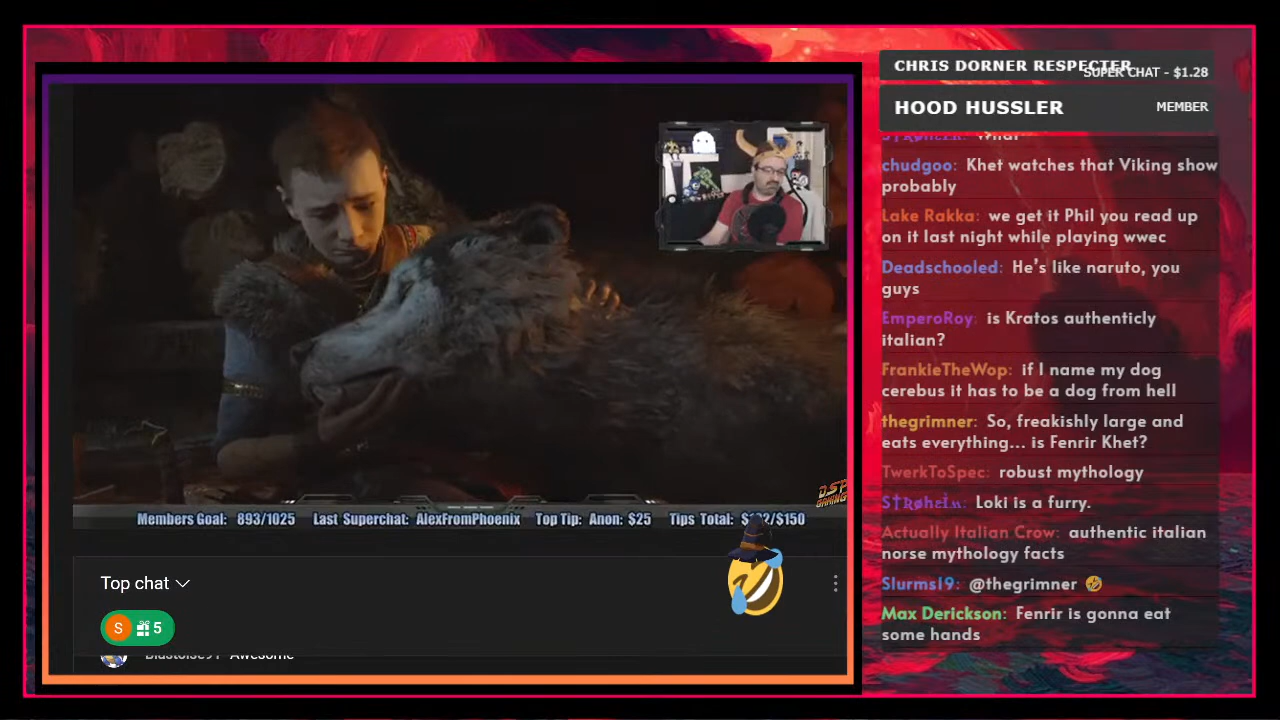 CHRIS DORNER RESPECTER
SUPER CHAT - $1.28
HOOD HUSSLER
MEMBER
what
chudgoo: Khet watches that Viking show
probably
Lake Rakka: we get it Phil you read up
on it last night while playing wwec
Deadschooled: He's like naruto, you
guys
EmperoRoy: is Kratos authenticly
italian?
FrankieTheWop: if I name my dog
cerebus it has to be a dog from hell
thegrimner: So, freakishly large and
eats everything... is Fenrir Khet?
TwerkToSpec: robust mythology
Loki is a furry.
Actually Italian Crow: authentic italian
norse mythology facts
Slurms19: @thegrimner 🤣
Max Derickson: Fenrir is gonna eat
some hands
DSP
GAMING
Members Goal: 893/1025 Last Superchat: AlexFromPhoenix Top Tip: Anon: $25 Tips Total: /$150
Top chat
S 5
Blastoise91 Awesome